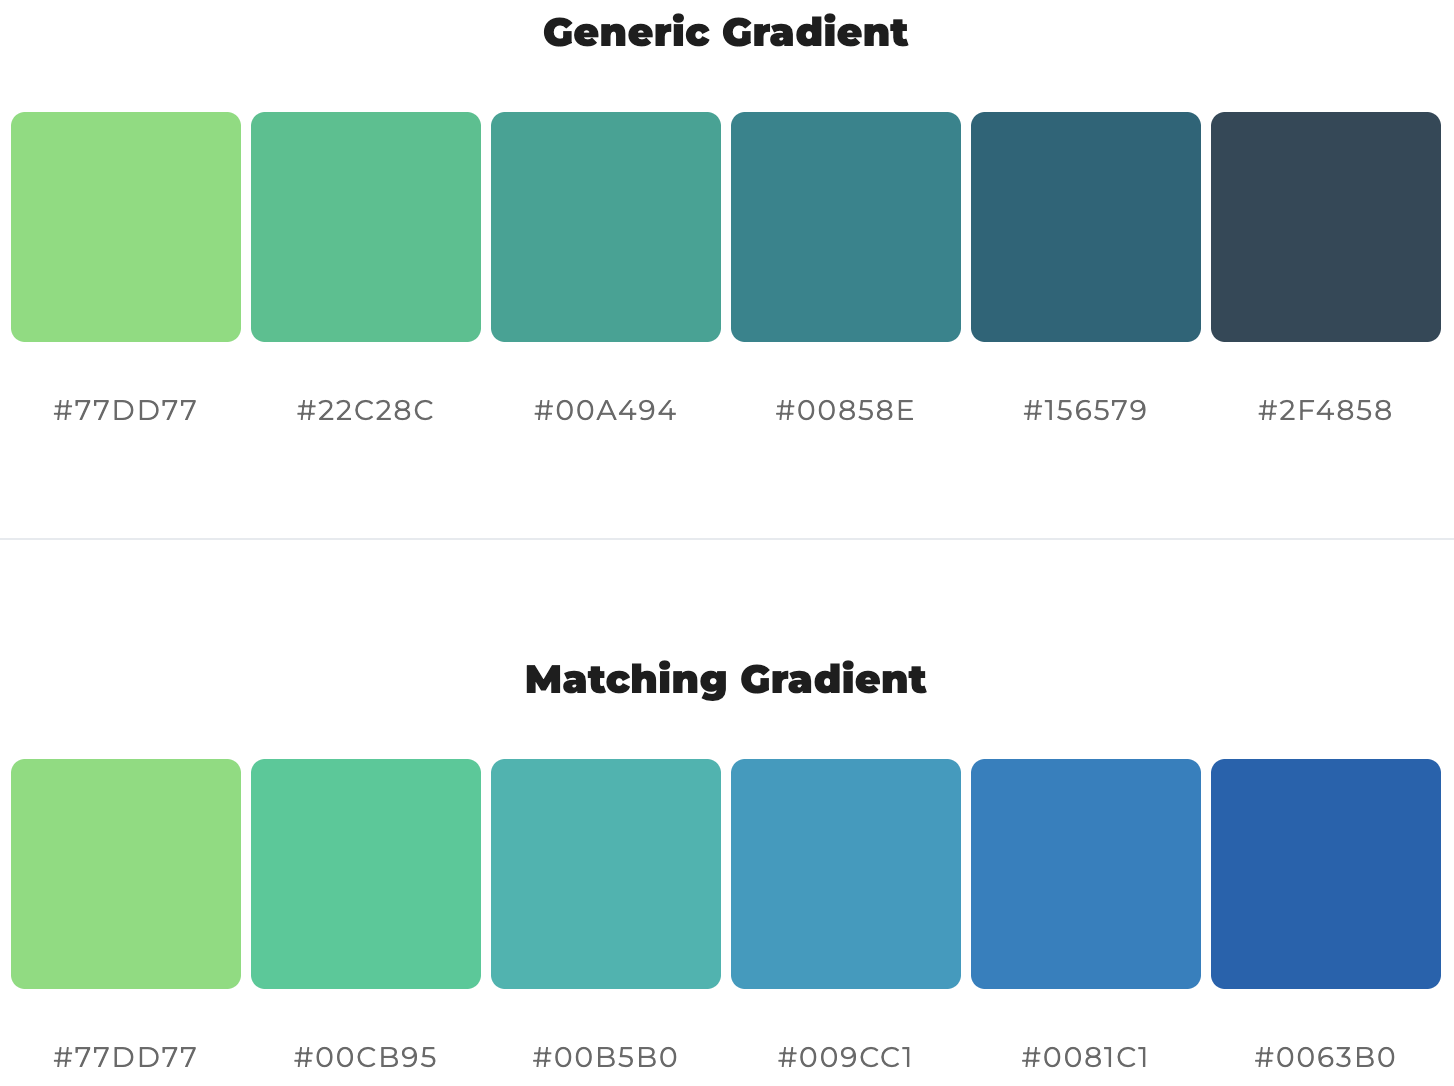 Generic Gradient
#77DD77 #22C28C #00A494 #00858E #156579 #2F4858
Matching Gradient
#77DD77 #00CB95 #00B5B0 #009CC1 #0081C1 #0063B0